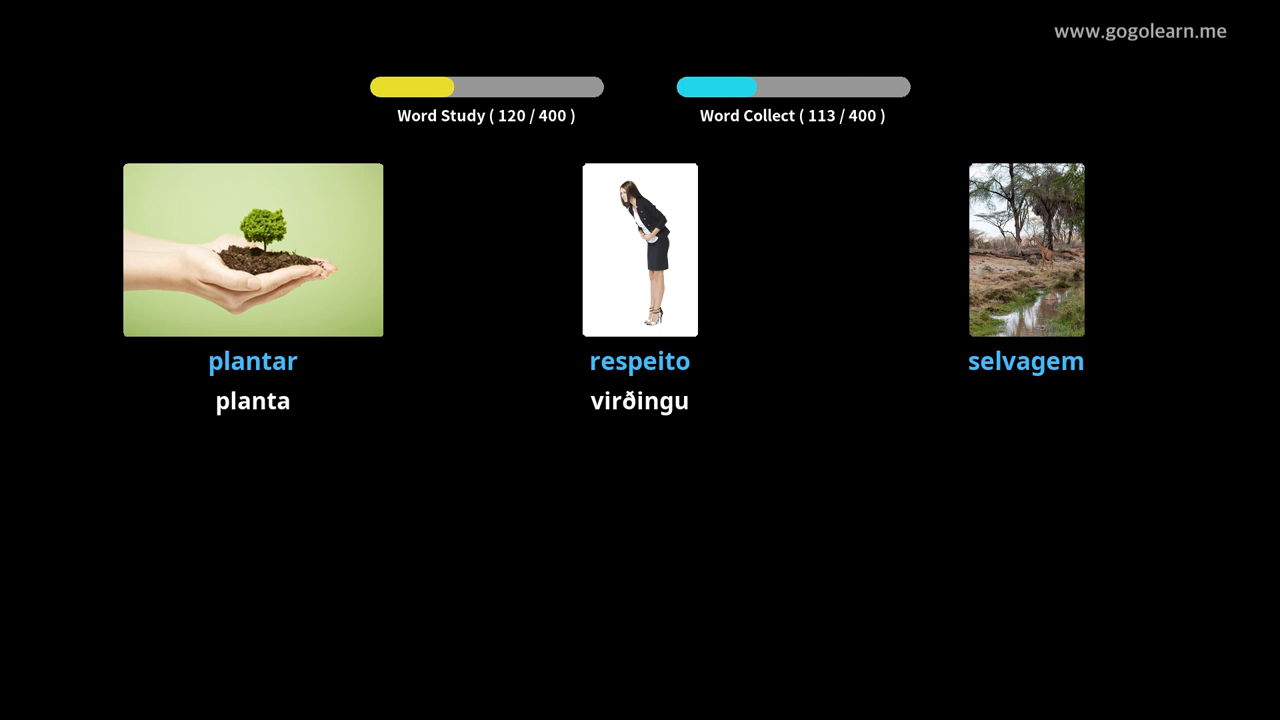 www.gogolearn.me
Word Study ( 120 / 400 )
Word Collect ( 113 / 400 )
plantar
respeito
selvagem
planta
virðingu